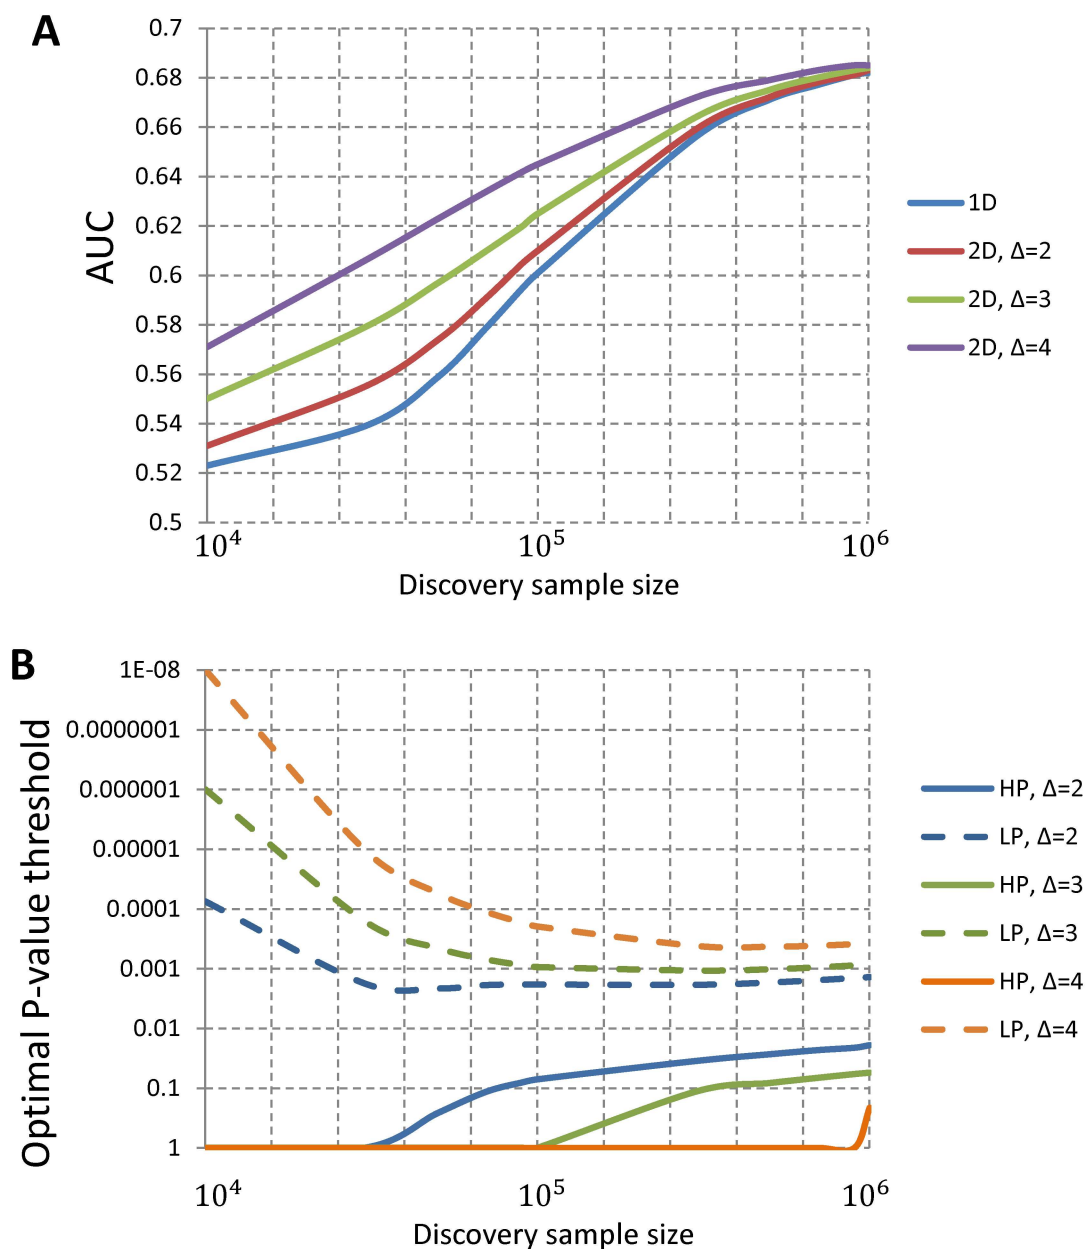 A
0.7
0.68
0.66
0.64
0.62
0.6
0.58
0.56
0.54
0.52
0.5
AUC
10⁴ 10⁵ 10⁶
Discovery sample size
1D
2D, Δ=2
2D, Δ=3
2D, Δ=4
B
1E-08
0.0000001
0.000001
0.00001
0.0001
0.001
0.01
0.1
1
Optimal P-value threshold
10⁴ 10⁵ 10⁶
Discovery sample size
HP, Δ=2
LP, Δ=2
HP, Δ=3
LP, Δ=3
HP, Δ=4
LP, Δ=4